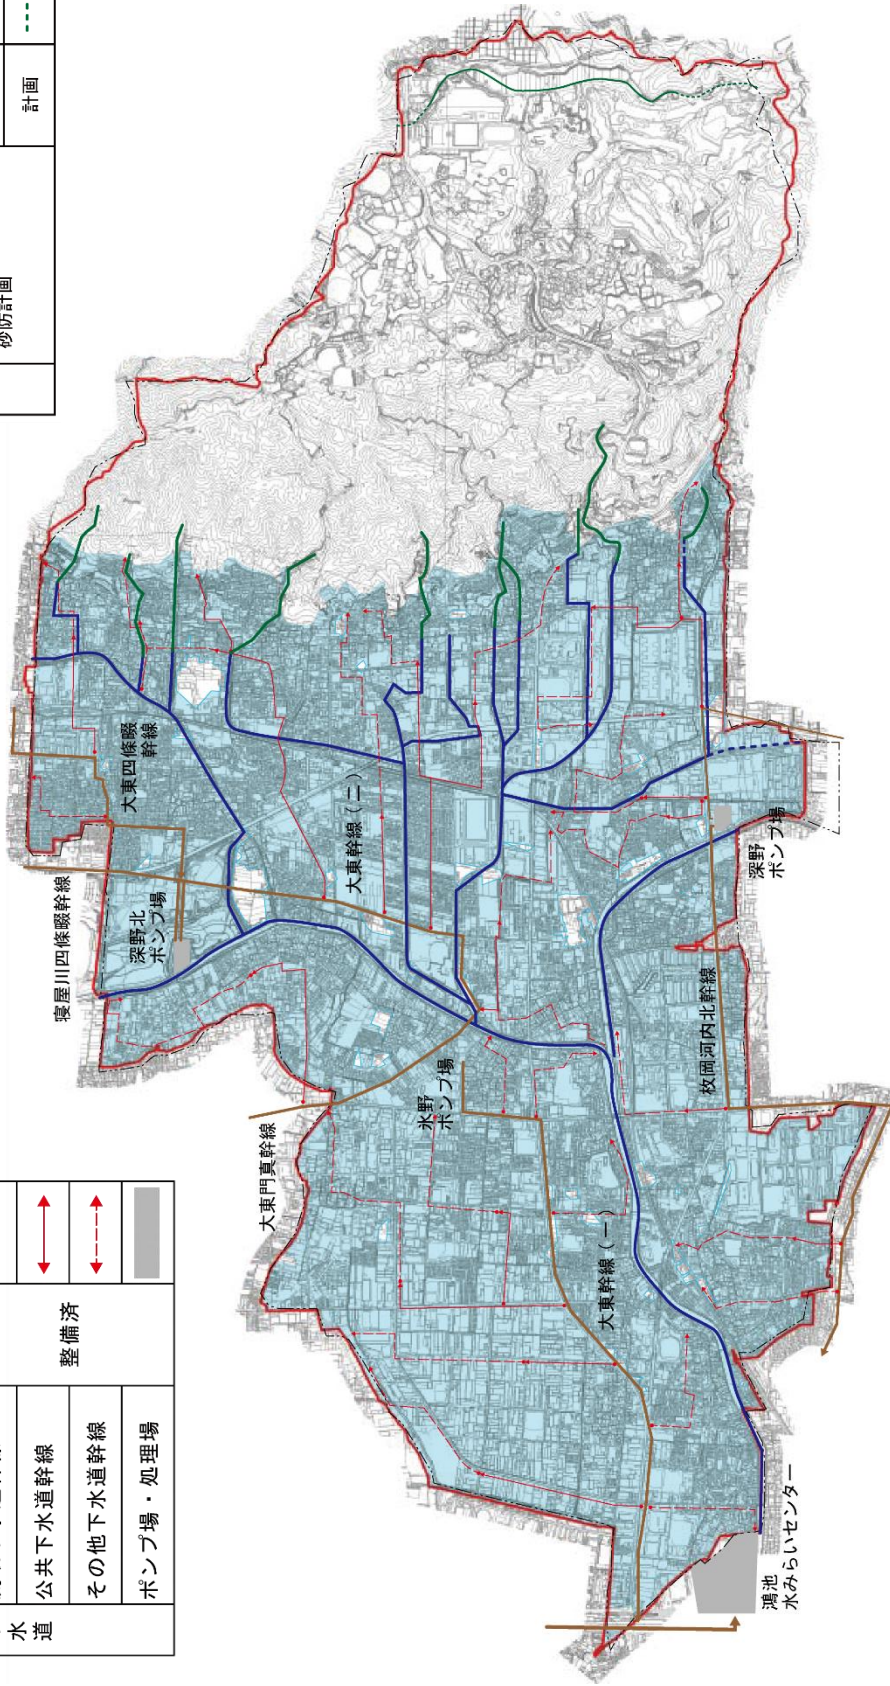 計画
砂防計画
大東四條畷
幹線
寝屋川四條畷幹線
深野北
ポンプ場
大東幹線(二)
深野
ポンプ場
枚岡河内北幹線
氷野
ポンプ場
大東門真幹線
大東幹線(一)
鴻池
水みらいセンター
水道
公共下水道幹線
その他下水道幹線
ポンプ場・処理場
整備済